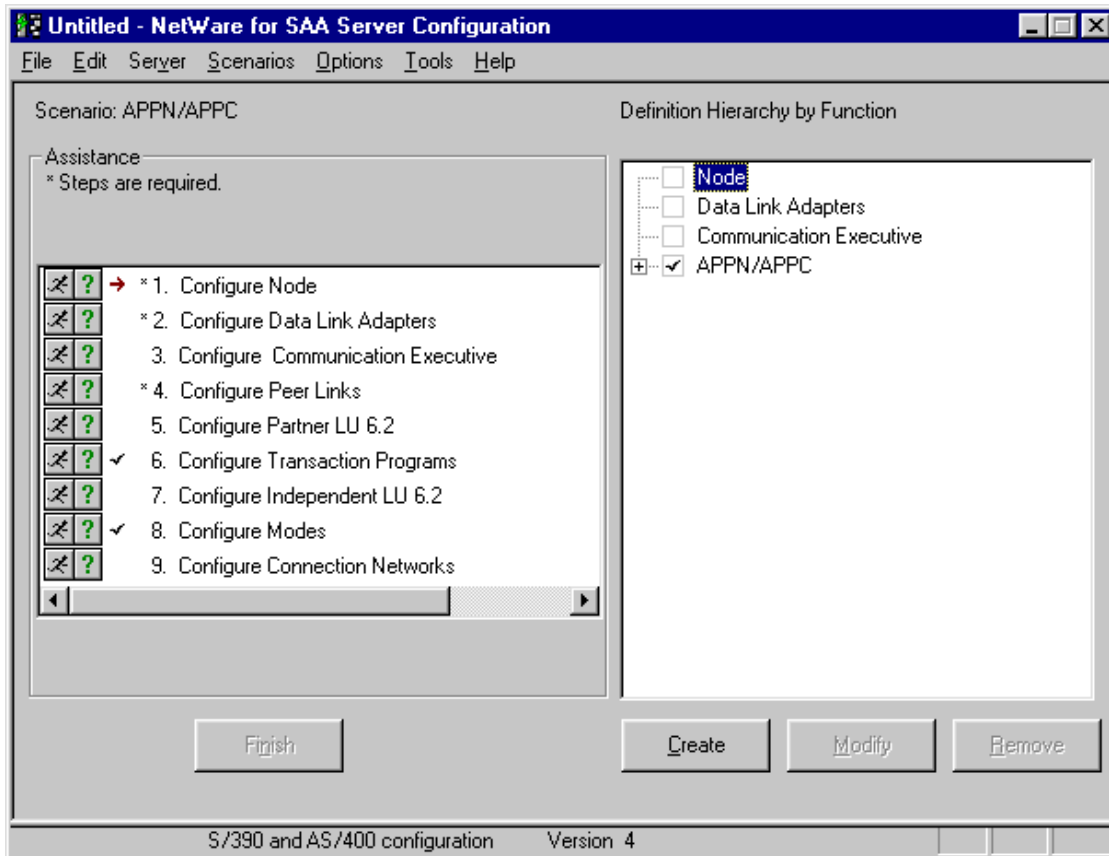 Untitled - NetWare for SAA Server Configuration
File Edit Server Scenarios Options Tools Help
Scenario: APPN/APPC
Definition Hierarchy by Function
Assistance
* Steps are required.
? * 1. Configure Node
? * 2. Configure Data Link Adapters
? 3. Configure Communication Executive
? * 4. Configure Peer Links
? 5. Configure Partner LU 6.2
? 6. Configure Transaction Programs
? 7. Configure Independent LU 6.2
? 8. Configure Modes
? 9. Configure Connection Networks
Node
Data Link Adapters
Communication Executive
APPN/APPC
Finish
Create
Modify
Remove
S/390 and AS/400 configuration Version 4